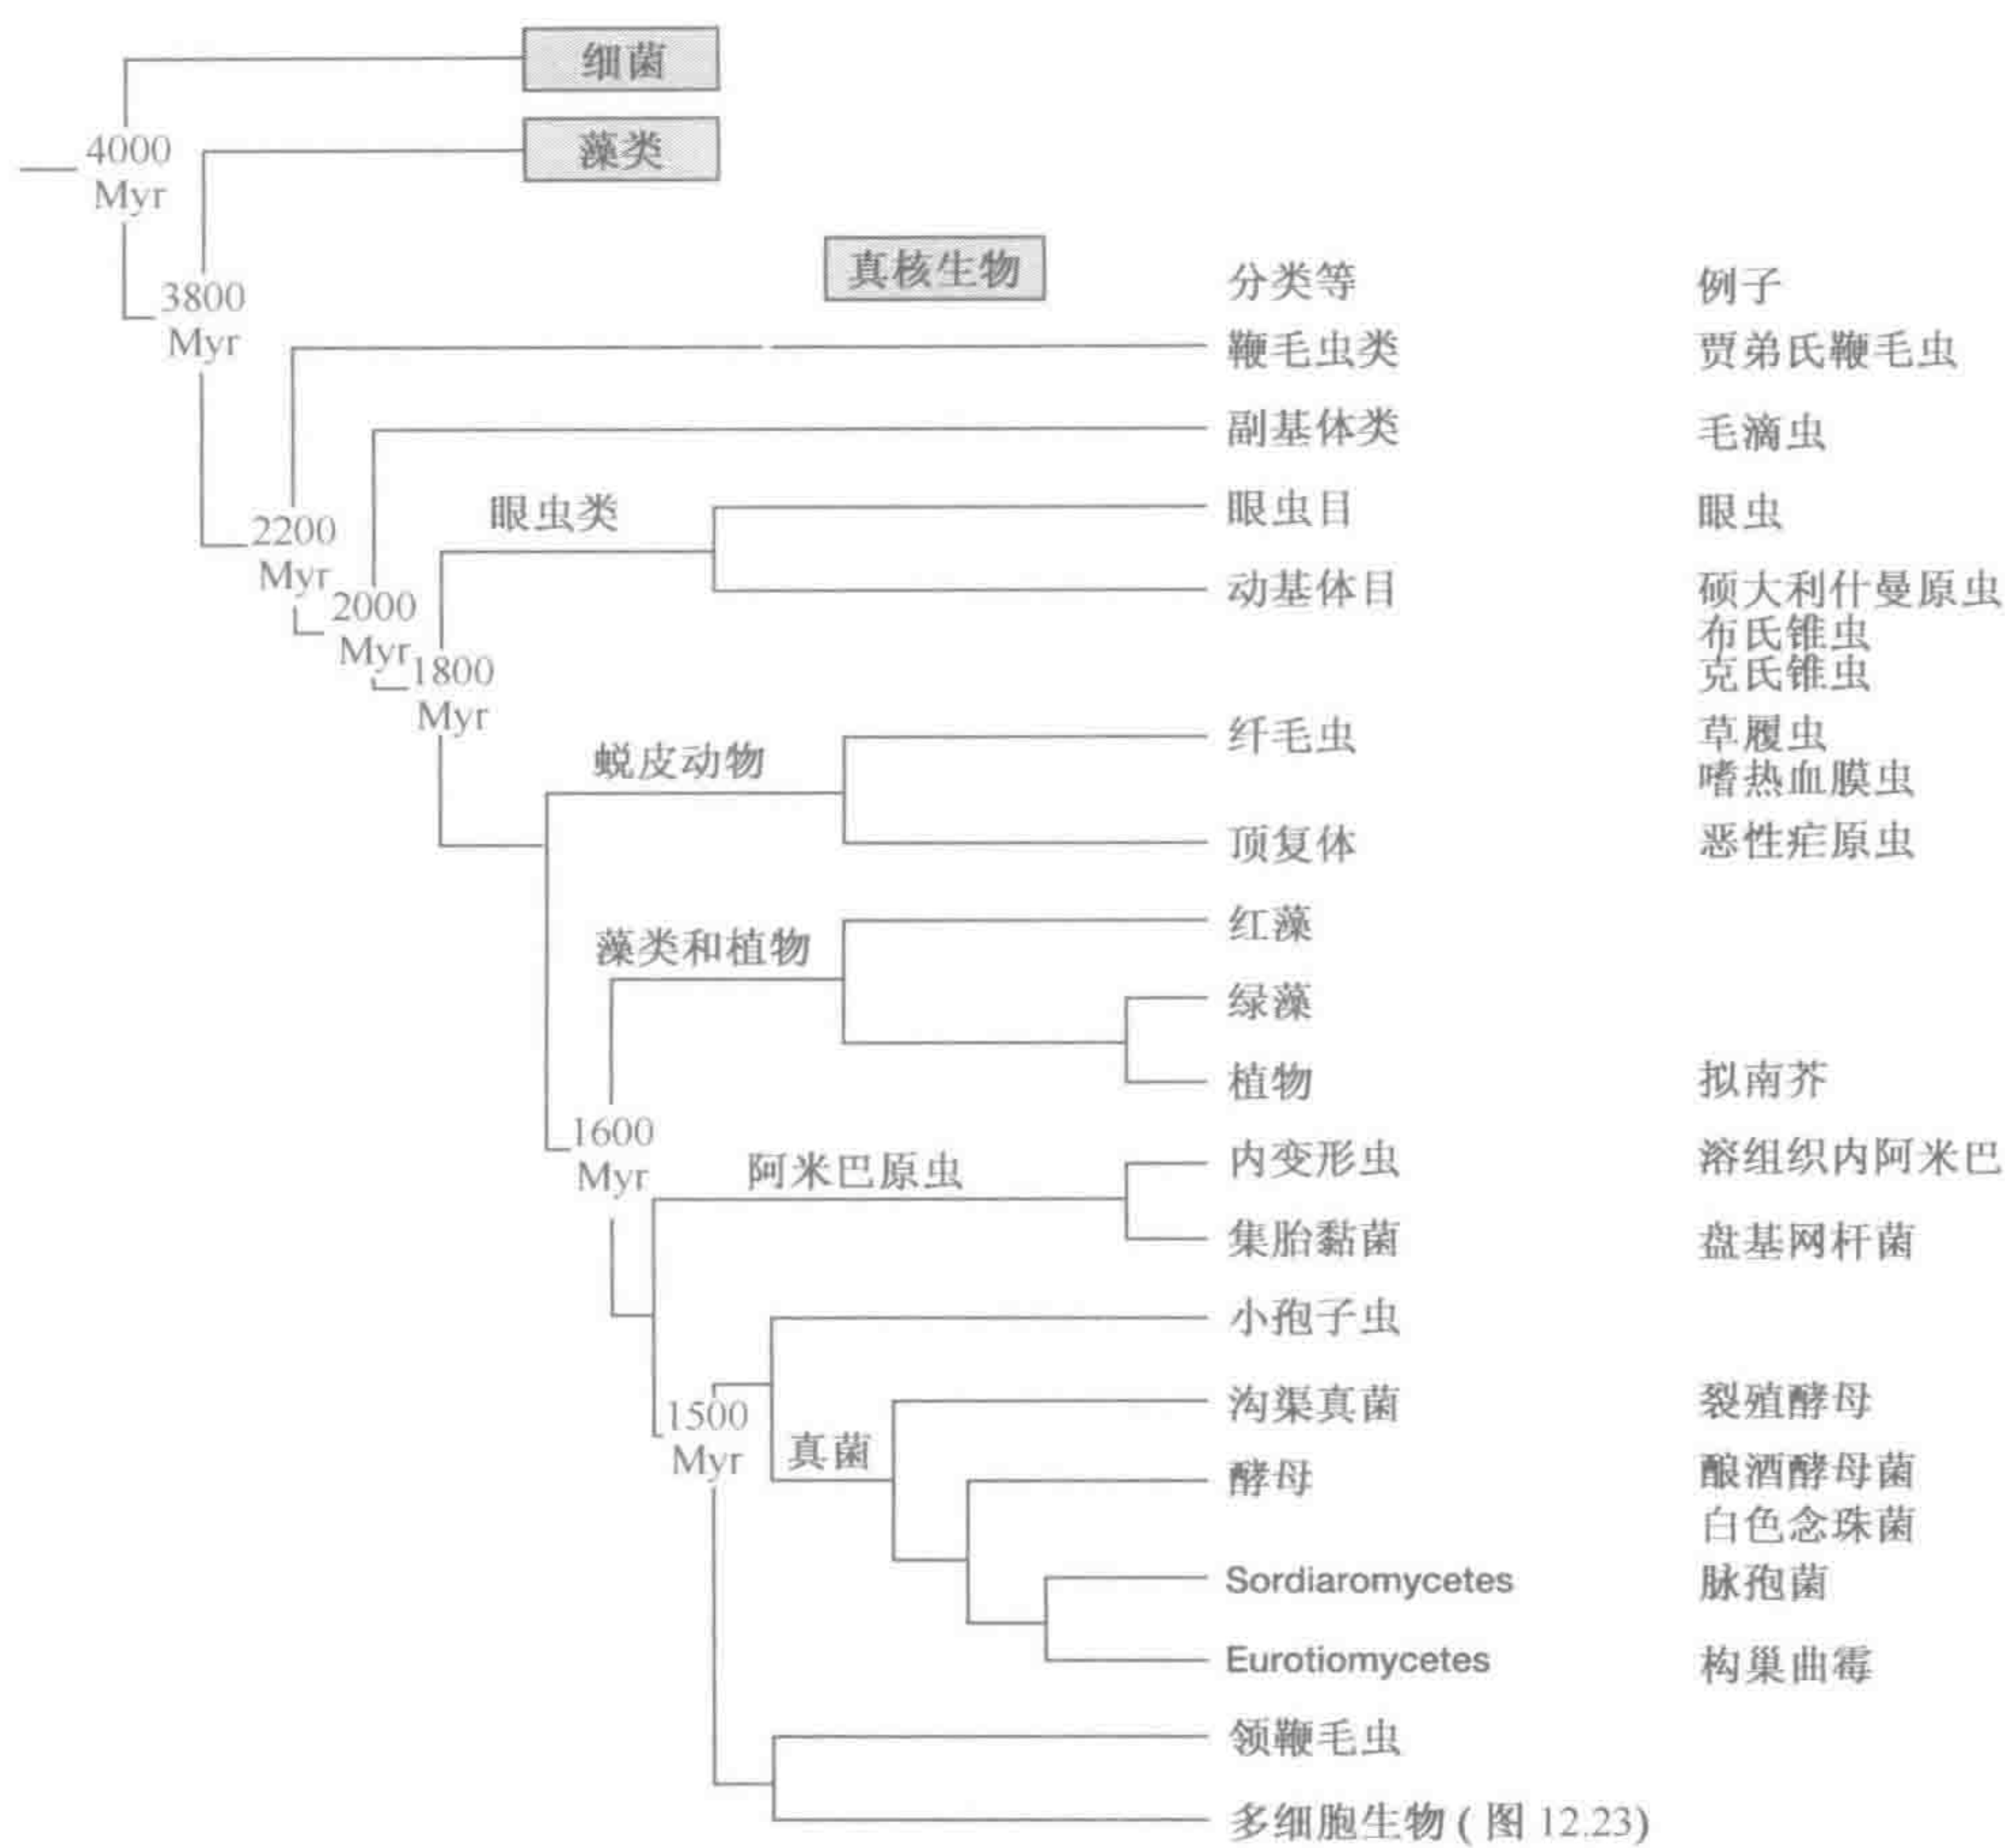 细菌
藻类
4000
Myr
真核生物
分类等 例子
3800
Myr
鞭毛虫类 贾弟氏鞭毛虫
副基体类 毛滴虫
眼虫类
眼虫目 眼虫
2200
Myr
动基体目 硕大利什曼原虫
布氏锥虫
克氏锥虫
2000
Myr
1800
Myr
蜕皮动物
纤毛虫 草履虫
嗜热血膜虫
顶复体 恶性疟原虫
藻类和植物
红藻
绿藻
植物 拟南芥
1600
Myr
阿米巴原虫
内变形虫 溶组织内阿米巴
集胞黏菌 盘基网杆菌
小孢子虫
1500
Myr
真菌
沟渠真菌 裂殖酵母
酵母 酿酒酵母菌
白色念珠菌
Sordiaromycetes 脉孢菌
Eurotiomycetes 构巢曲霉
领鞭毛虫
多细胞生物(图 12.23)